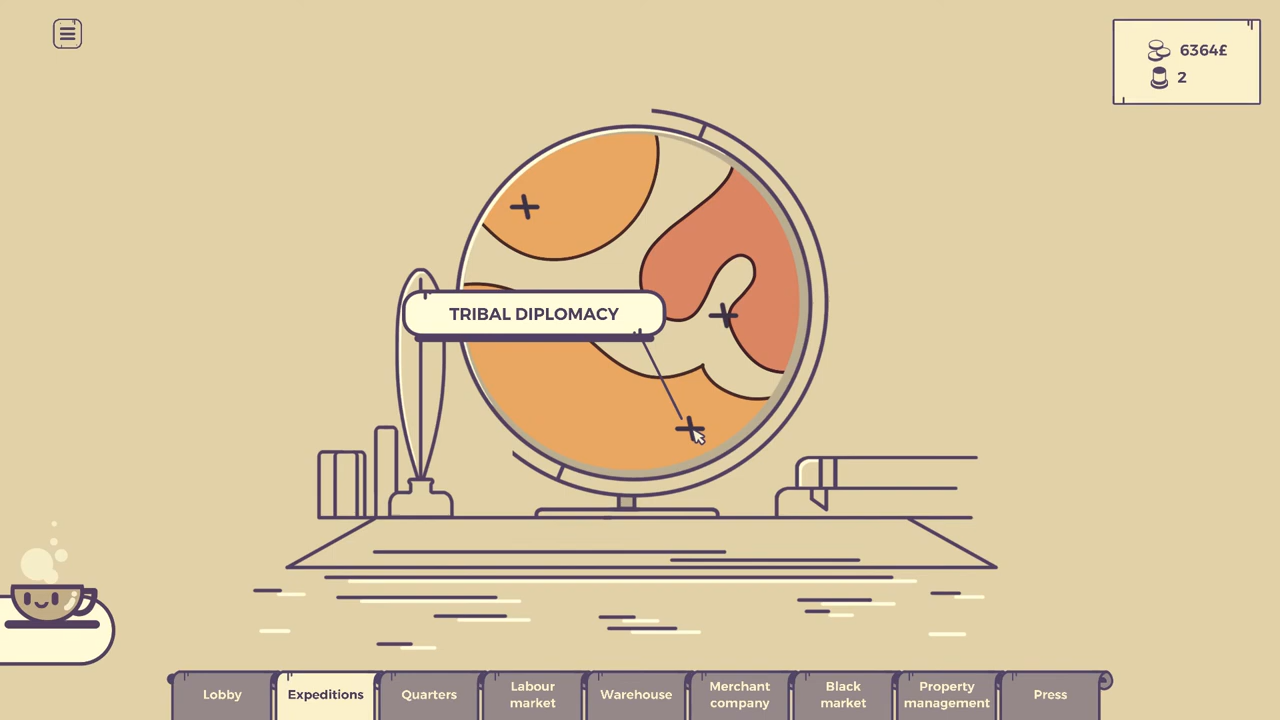 6364£
2
TRIBAL DIPLOMACY
Lobby
Expeditions
Quarters
Labour
market
Warehouse
Merchant
company
Black
market
Property
management
Press